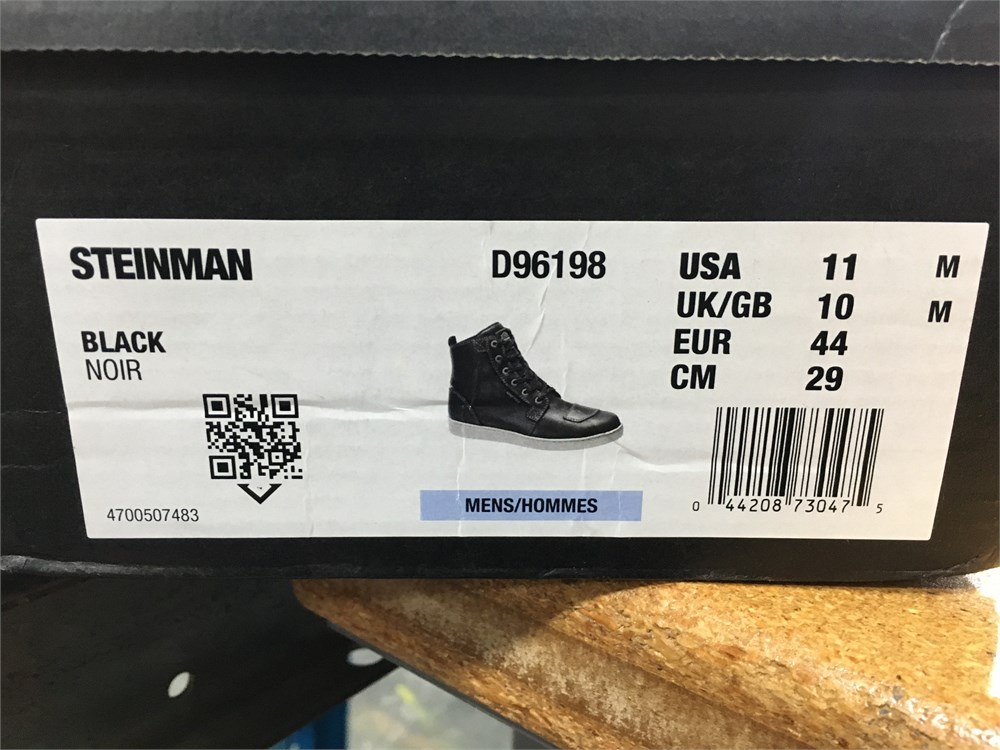 STEINMAN
D96198
BLACK
NOIR
USA 11 M
UK/GB 10 M
EUR 44
CM 29
MENS/HOMMES
4700507483
0 44208 73047 5